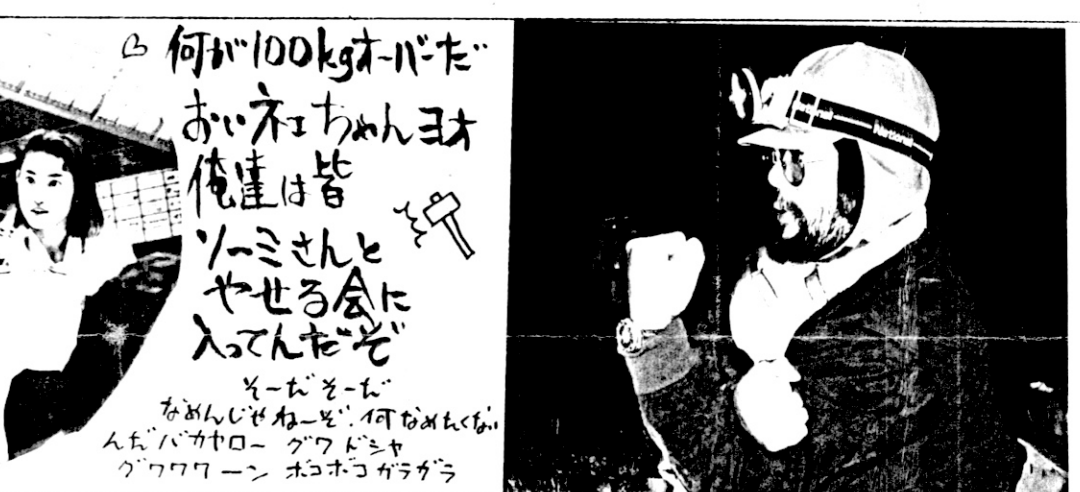 何が100kgオーバーだ
おいネエちゃんヨオ
俺達は皆
ソーミさんと
やせる会に
入ってんだぞ
そーだ そーだ
なめんじゃねーぞ.何なめたくない
んだバカヤロー グワ ドシャ
グワワワーン ボコボコガラガラ
National